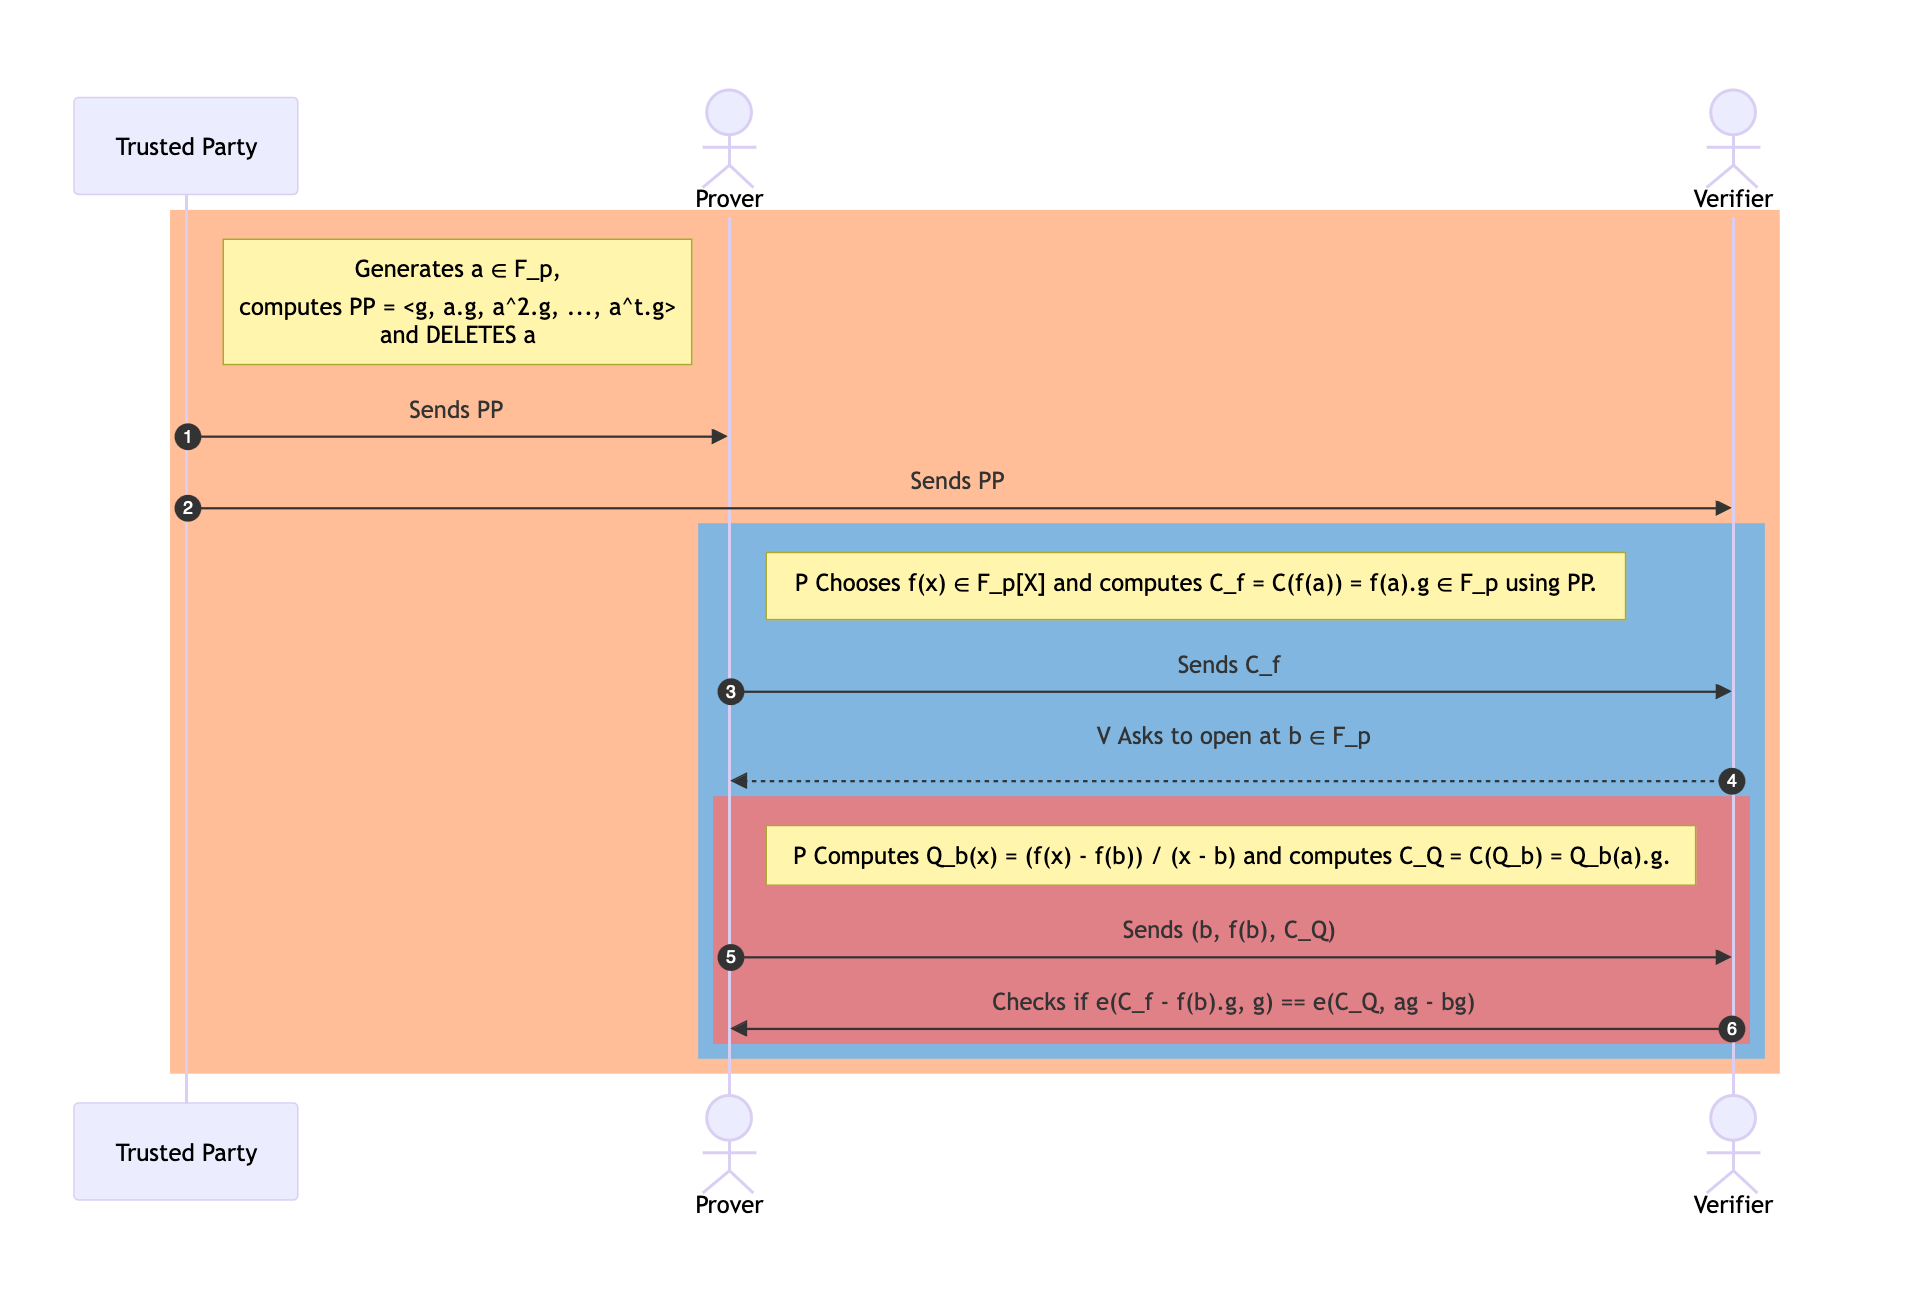 Trusted Party
Prover
Verifier
Generates a ∈ F_p,
computes PP = <g, a.g, a^2.g, ..., a^t.g>
and DELETES a
Sends PP
1
Sends PP
2
P Chooses f(x) ∈ F_p[X] and computes C_f = C(f(a)) = f(a).g ∈ F_p using PP.
Sends C_f
3
V Asks to open at b ∈ F_p
4
P Computes Q_b(x) = (f(x) - f(b)) / (x - b) and computes C_Q = C(Q_b) = Q_b(a).g.
Sends (b, f(b), C_Q)
5
Checks if e(C_f - f(b).g, g) == e(C_Q, ag - bg)
6
Trusted Party
Prover
Verifier